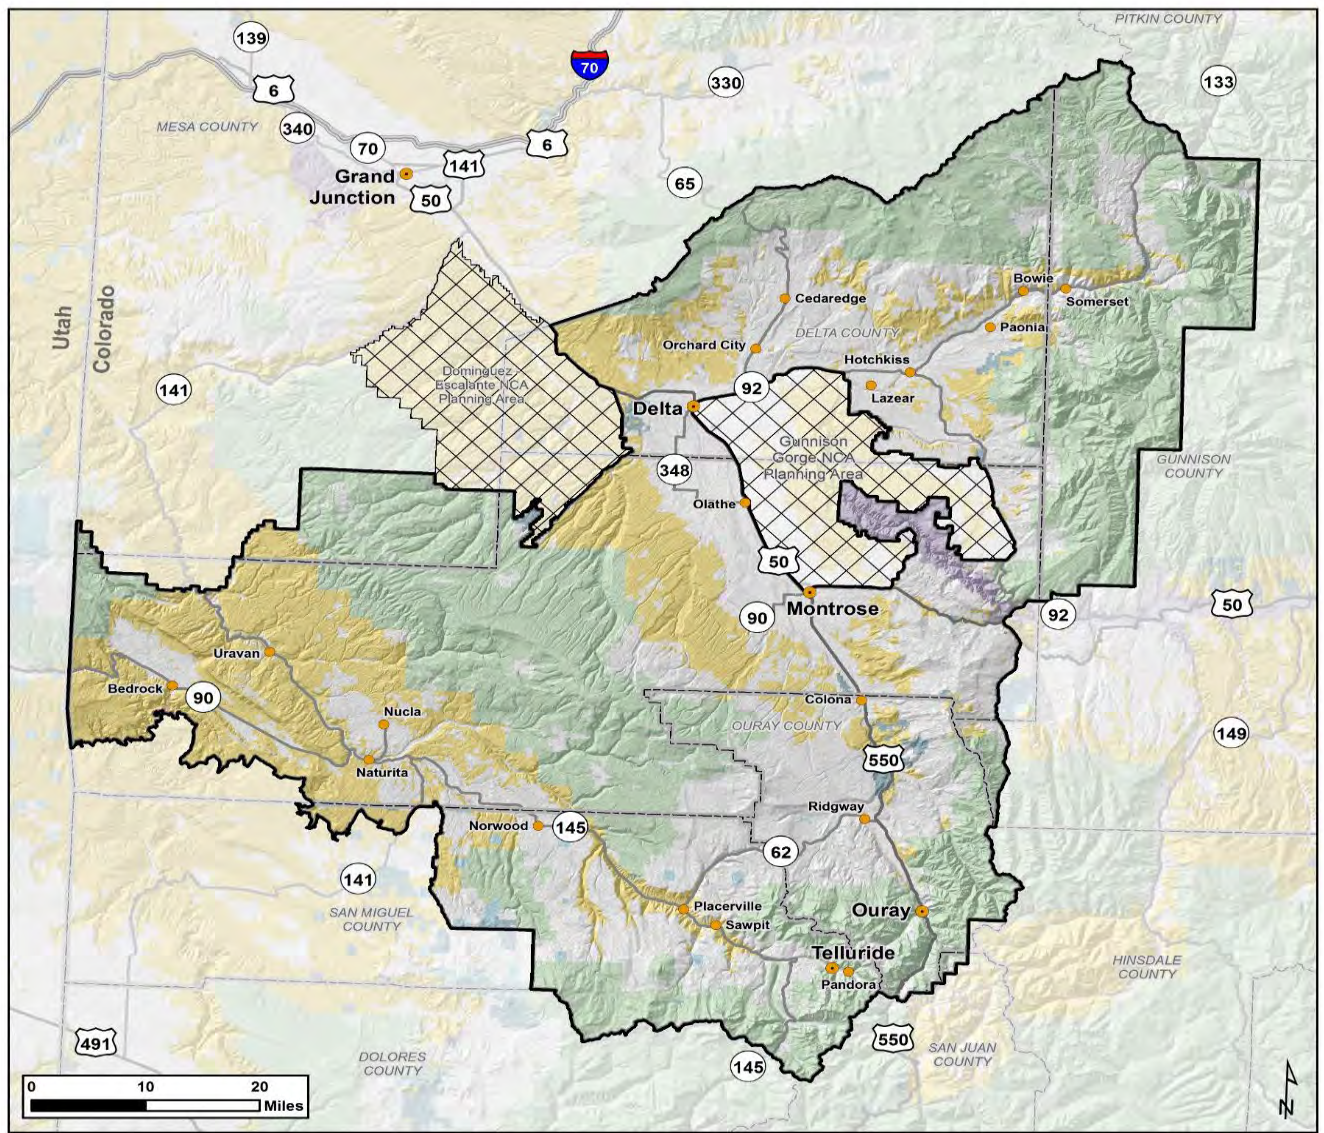 PITKIN COUNTY
139
70
330
133
6
MESA COUNTY
340
70
6
141
Grand
Junction
50
65
Utah
Colorado
Bowie
Somerset
Cedaredge
Paonia
DELTA COUNTY
Orchard City
Hotchkiss
Dominguez
Escalante NCA
Planning Area
141
92
Lazear
Delta
Gunnison
Gorge NCA
Planning Area
GUNNISON
COUNTY
348
Olathe
50
90
Montrose
92
50
Uravan
Bedrock
90
Nucla
Colona
OURAY COUNTY
149
550
Naturita
Ridgway
Norwood
145
62
141
SAN MIGUEL
COUNTY
Placerville
Sawpit
Ouray
Telluride
Pandora
HINSDALE
COUNTY
491
DOLORES
COUNTY
550
SAN JUAN
COUNTY
145
0 10 20
Miles
N